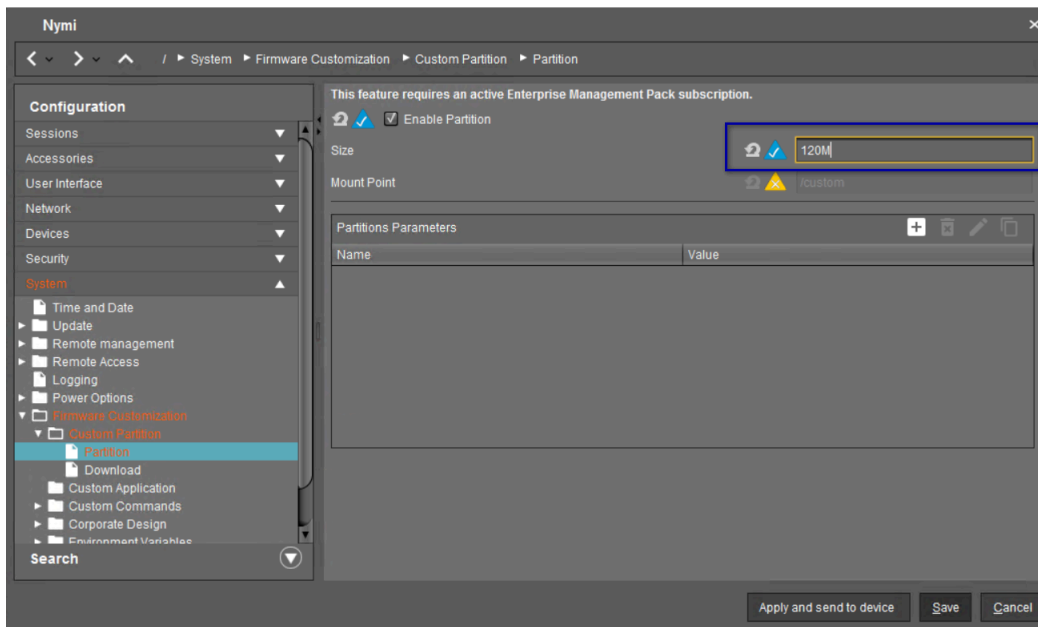 Nymi
/ System Firmware Customization Custom Partition Partition
Configuration
Sessions
Accessories
User Interface
Network
Devices
Security
System
Time and Date
Update
Remote management
Remote Access
Logging
Power Options
Firmware Customization
Custom Partition
Partition
Download
Custom Application
Custom Commands
Corporate Design
Environment Variables
Search
This feature requires an active Enterprise Management Pack subscription.
Enable Partition
Size 120M
Mount Point /custom
Partitions Parameters
Name Value
Apply and send to device Save Cancel